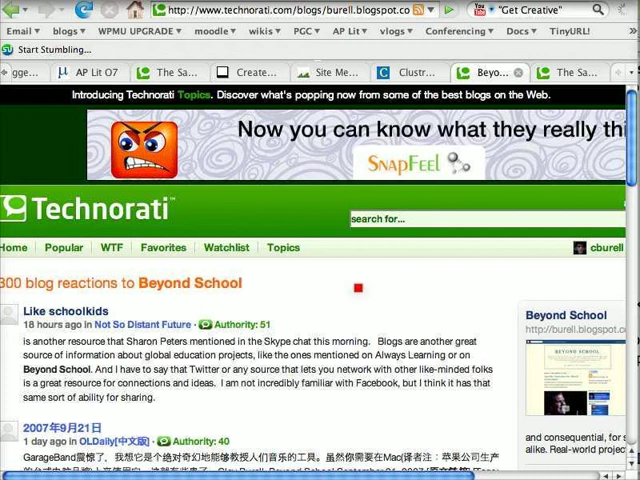 http://www.technorati.com/blogs/burell.blogspot.co
"Get Creative"
Email blogs WPMU UPGRADE moodle wikis PGC AP Lit vlogs Conferencing Docs TinyURL!
Start Stumbling...
gge... AP Lit O7 The Sa... Create... Site Me... Clustr... Beyo... The Sa...
Introducing Technorati Topics. Discover what's popping now from some of the best blogs on the Web.
Now you can know what they really thi
SnapFeel
Technorati™
search for...
Home Popular WTF Favorites Watchlist Topics cburell
300 blog reactions to Beyond School
Like schoolkids
18 hours ago in Not So Distant Future · Authority: 51
is another resource that Sharon Peters mentioned in the Skype chat this morning. Blogs are another great
source of information about global education projects, like the ones mentioned on Always Learning or on
Beyond School. And I have to say that Twitter or any source that lets you network with other like-minded folks
is a great resource for connections and ideas. I am not incredibly familiar with Facebook, but I think it has that
same sort of ability for sharing.
2007年9月21日
1 day ago in OLDaily[中文版] · Authority: 40
GarageBand震惊了，我想它是个绝对奇幻地能够教授人们音乐的工具。虽然你需要在Mac(译者注：苹果公司生产
Beyond School
http://burell.blogspot.c
BEYOND SCHOOL
and consequential, for s
alike. Real-world projec